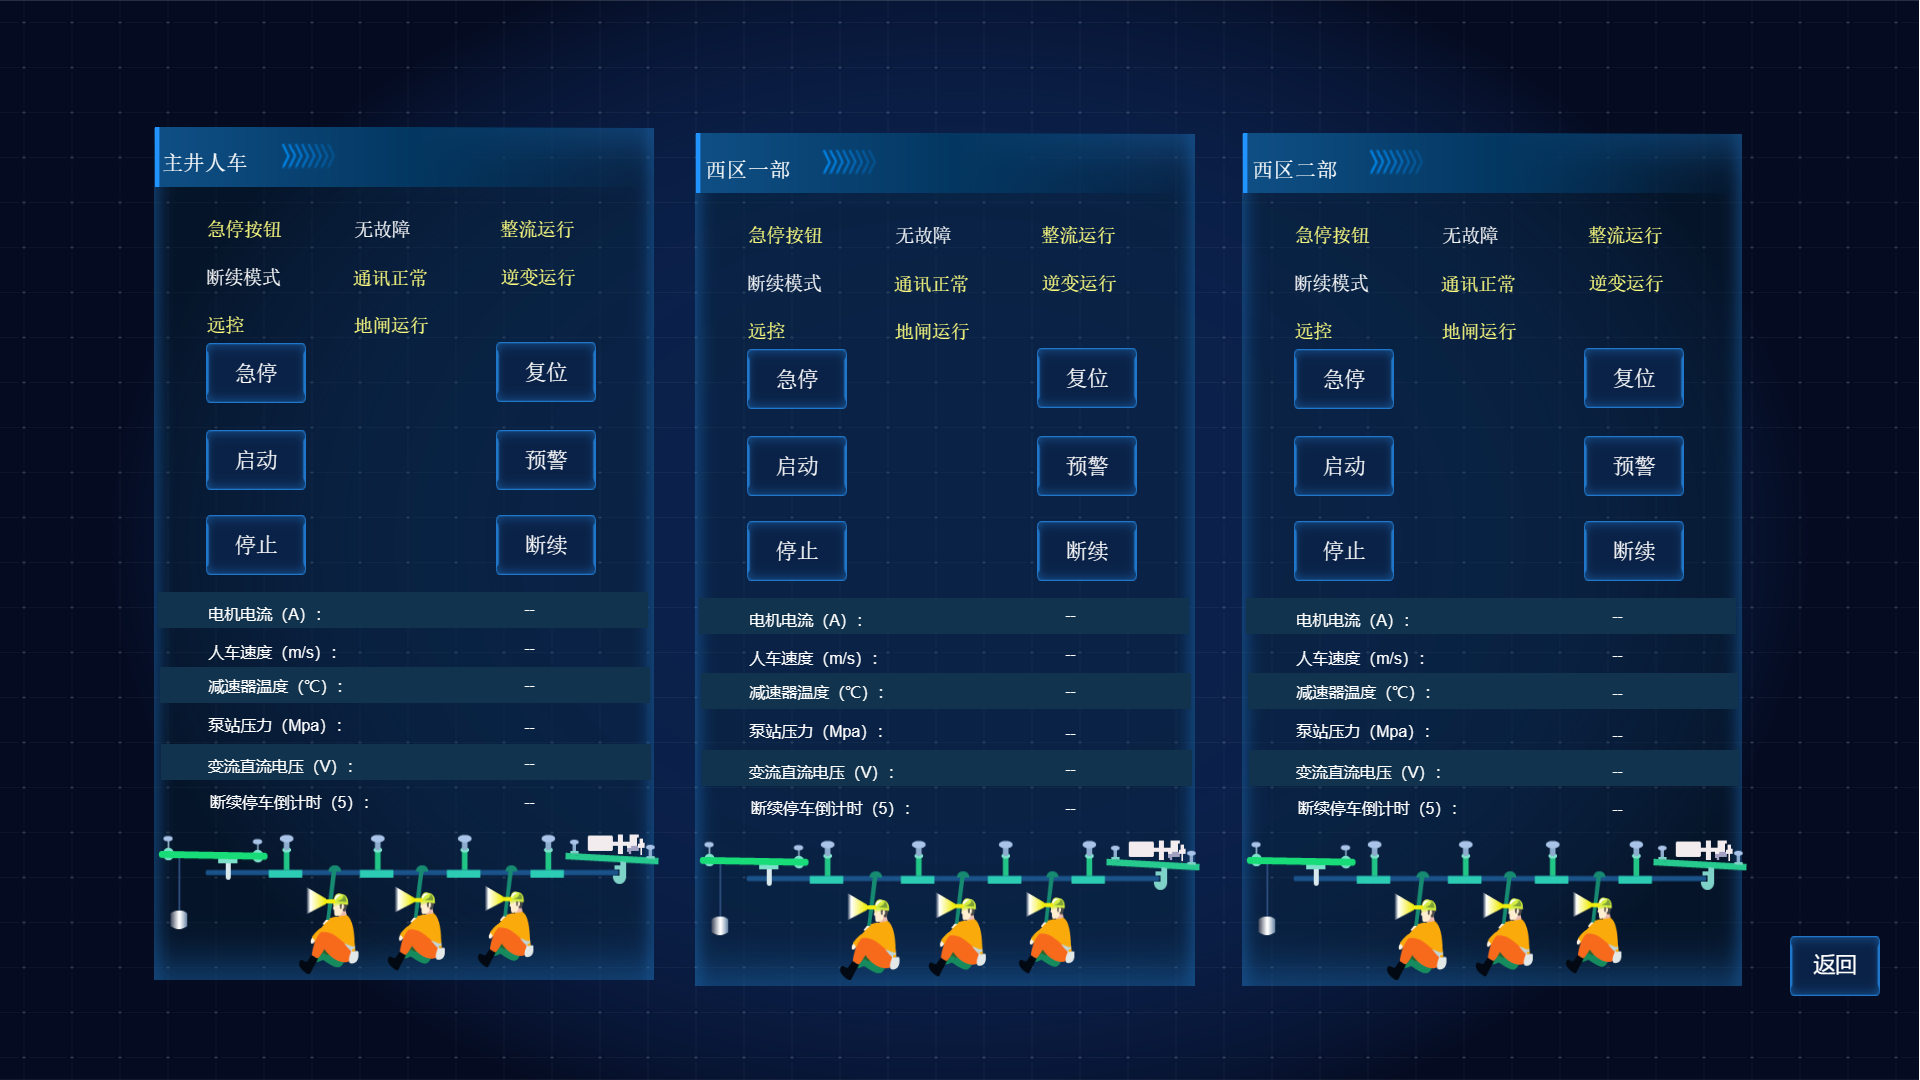 主井人车
急停按钮 无故障 整流运行
断续模式 通讯正常 逆变运行
远控 地闸运行
急停 复位
启动 预警
停止 断续
电机电流（A）: --
人车速度（m/s）: --
减速器温度（℃）: --
泵站压力（Mpa）: --
变流直流电压（V）: --
断续停车倒计时（5）: --
西区一部
急停按钮 无故障 整流运行
断续模式 通讯正常 逆变运行
远控 地闸运行
急停 复位
启动 预警
停止 断续
电机电流（A）: --
人车速度（m/s）: --
减速器温度（℃）: --
泵站压力（Mpa）: --
变流直流电压（V）: --
断续停车倒计时（5）: --
西区二部
急停按钮 无故障 整流运行
断续模式 通讯正常 逆变运行
远控 地闸运行
急停 复位
启动 预警
停止 断续
电机电流（A）: --
人车速度（m/s）: --
减速器温度（℃）: --
泵站压力（Mpa）: --
变流直流电压（V）: --
断续停车倒计时（5）: --
返回